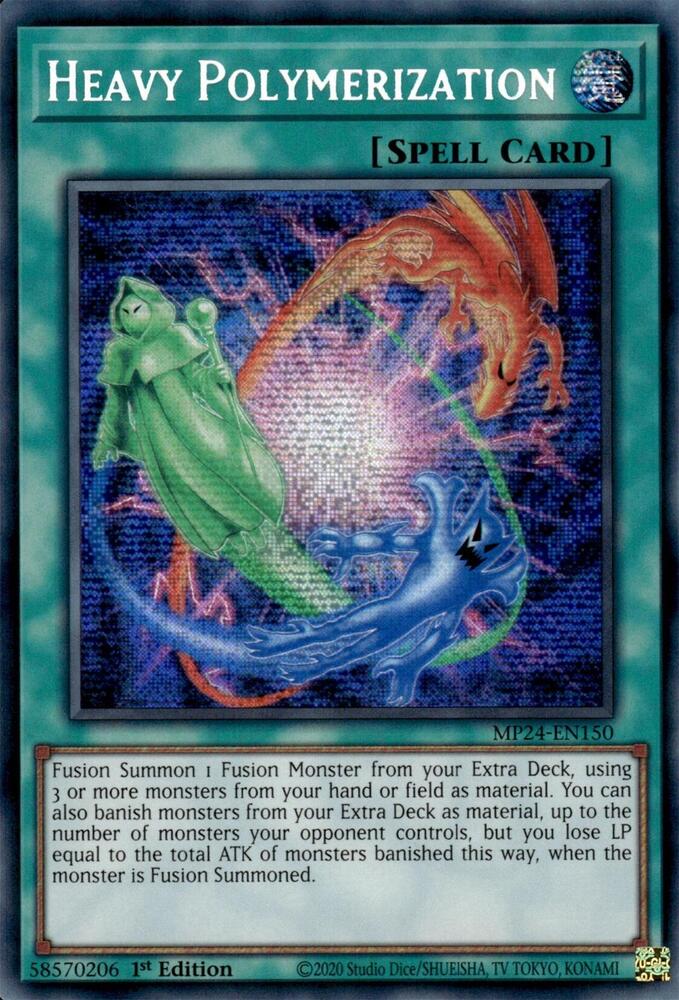 HEAVY POLYMERIZATION
[SPELL CARD]
MP24-EN150
Fusion Summon 1 Fusion Monster from your Extra Deck, using
3 or more monsters from your hand or field as material. You can
also banish monsters from your Extra Deck as material, up to the
number of monsters your opponent controls, but you lose LP
equal to the total ATK of monsters banished this way, when the
monster is Fusion Summoned.
58570206 1st Edition ©2020 Studio Dice/SHUEISHA, TV TOKYO, KONAMI